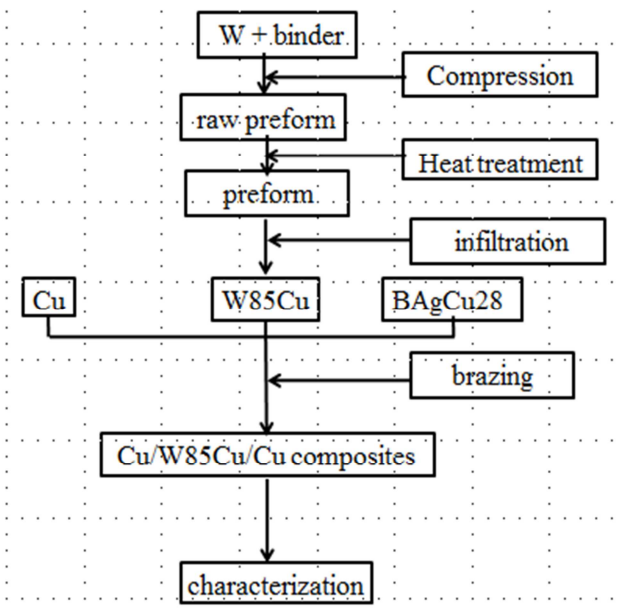 W + binder
Compression
raw preform
Heat treatment
preform
infiltration
Cu
W85Cu
BAgCu28
brazing
Cu/W85Cu/Cu composites
characterization